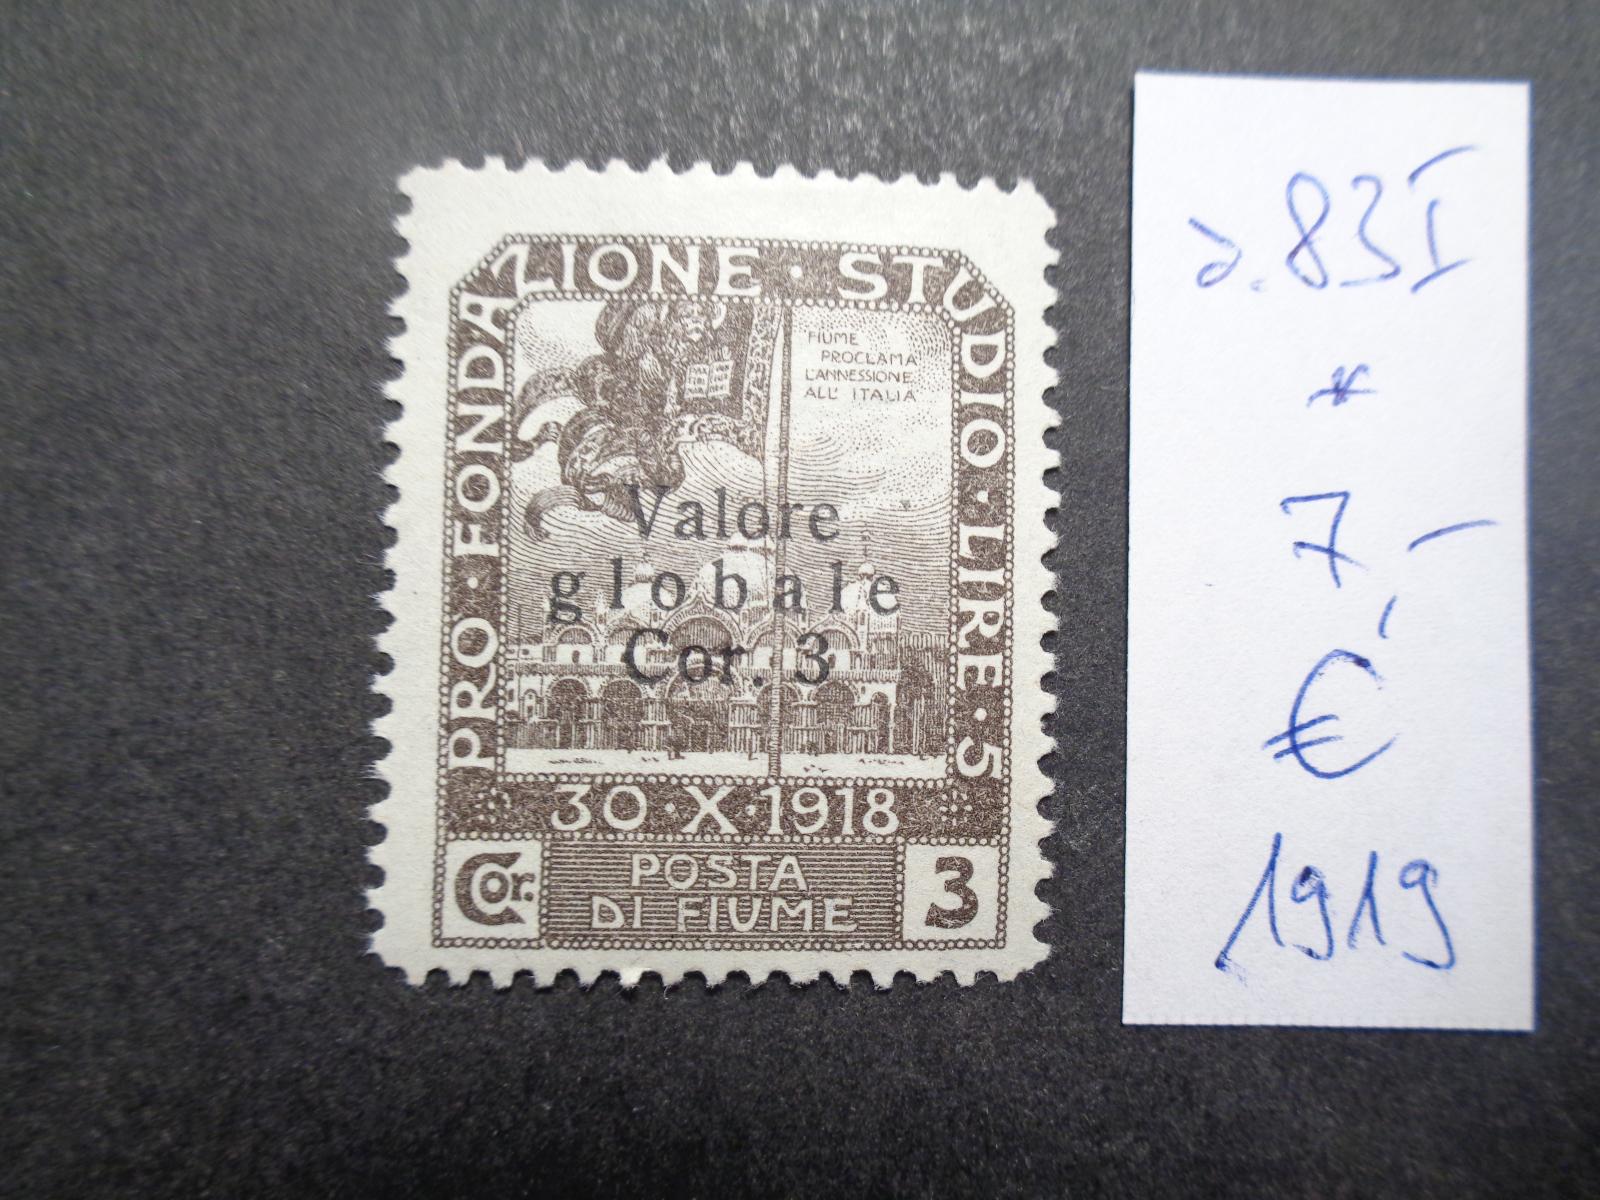 PRO · FONDAZIONE · STUDIO · LIRE · 5
FIUME
PROCLAMA
L'ANNESSIONE
ALL' ITALIA
Valore
globale
Cor. 3
30 · X · 1918
Cor.
POSTA
DI FIUME
3
a. 83 I
*
7,-
€
1919